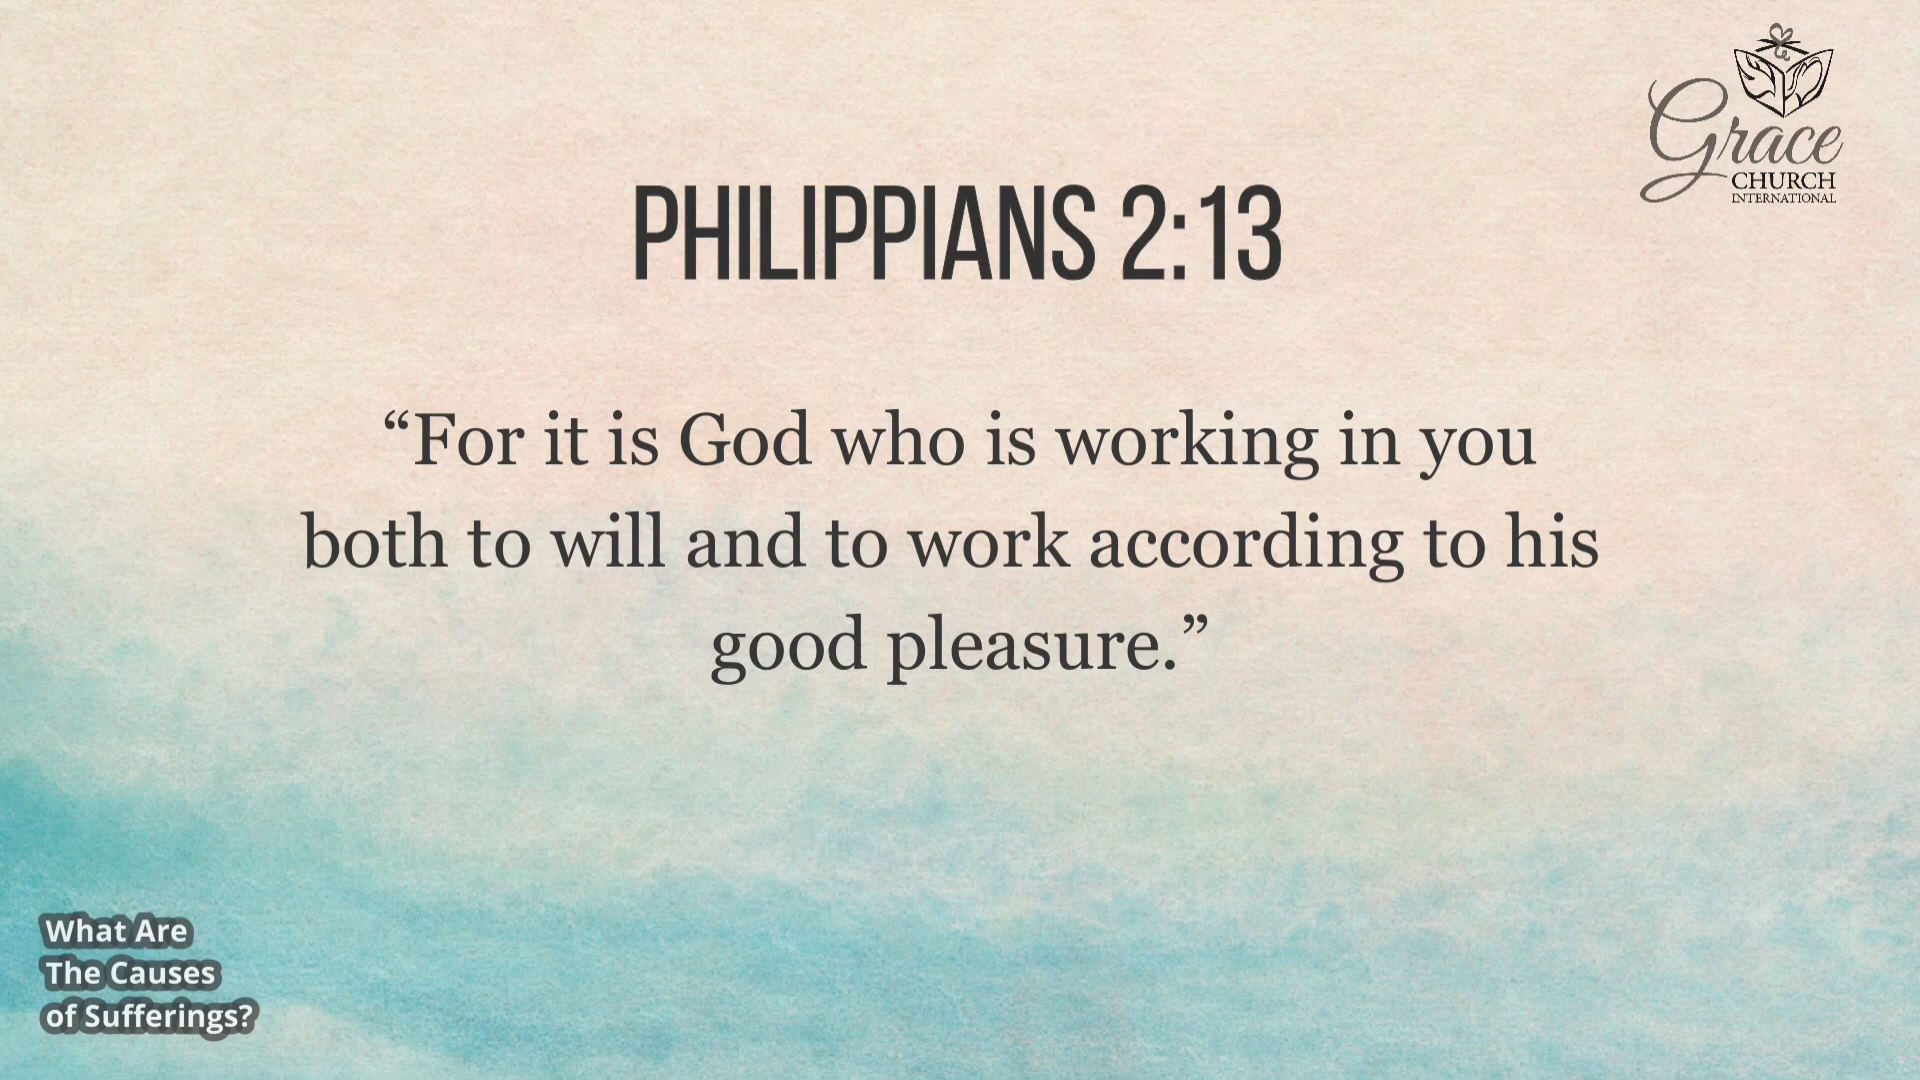 Grace
CHURCH
INTERNATIONAL
PHILIPPIANS 2:13
“For it is God who is working in you
both to will and to work according to his
good pleasure.”
What Are
The Causes
of Sufferings?